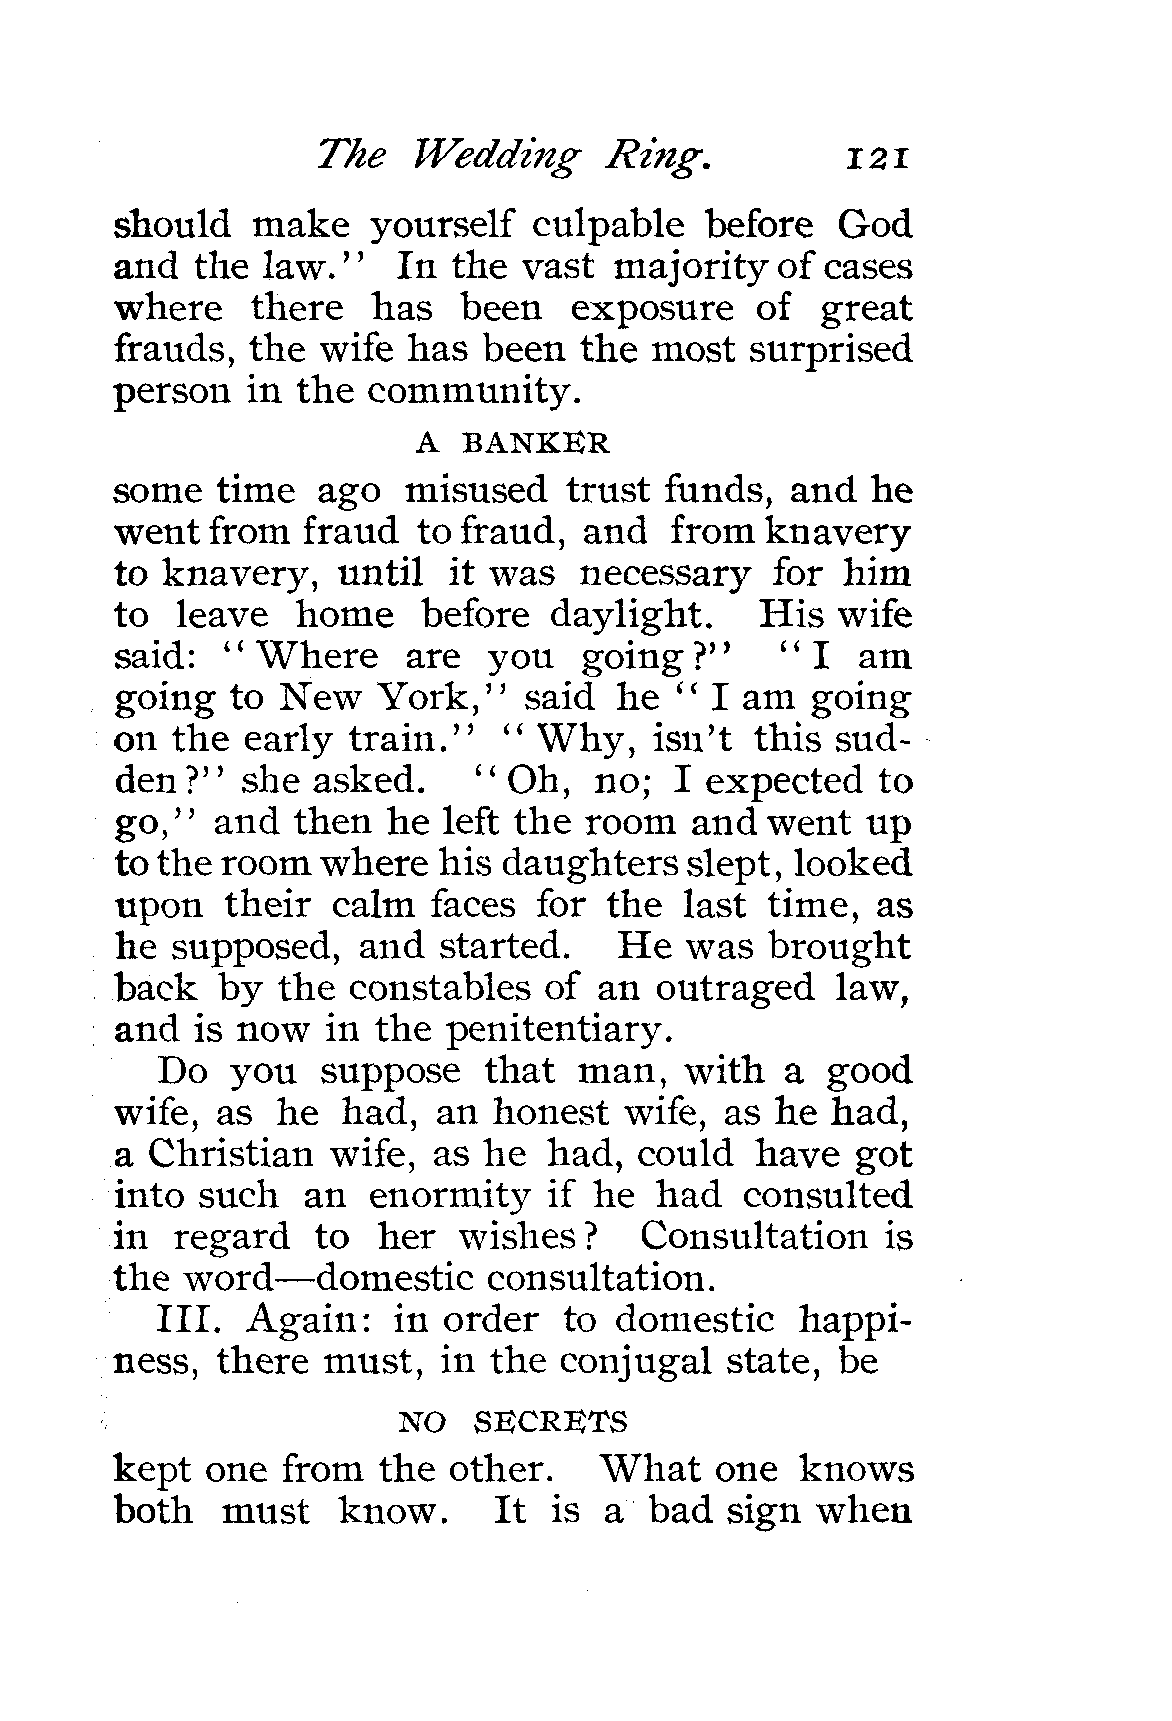 The Wedding Ring. 121
should make yourself culpable before God
and the law.'' In the vast majority of cases
where there has been exposure of great
frauds, the wife has been the most surprised
person in the community.
A BANKER
some time ago misused trust funds, and he
went from fraud to fraud, and from knavery
to knavery, until it was necessary for him
to leave home before daylight. His wife
said: ``Where are you going?'' ``I am
going to New York,'' said he ``I am going
on the early train.'' ``Why, isn't this sud-
den?'' she asked. ``Oh, no; I expected to
go,'' and then he left the room and went up
to the room where his daughters slept, looked
upon their calm faces for the last time, as
he supposed, and started. He was brought
back by the constables of an outraged law,
and is now in the penitentiary.
Do you suppose that man, with a good
wife, as he had, an honest wife, as he had,
a Christian wife, as he had, could have got
into such an enormity if he had consulted
in regard to her wishes? Consultation is
the word—domestic consultation.
III. Again: in order to domestic happi-
ness, there must, in the conjugal state, be
NO SECRETS
kept one from the other. What one knows
both must know. It is a bad sign when